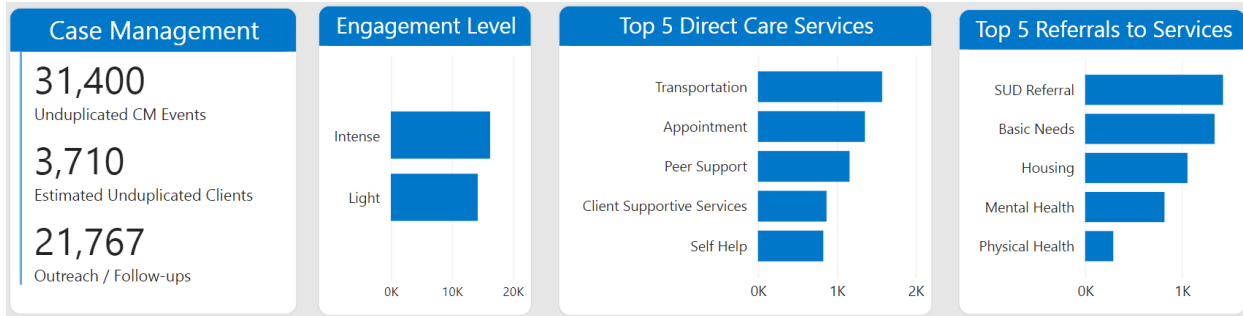 Case Management
31,400
Unduplicated CM Events
3,710
Estimated Unduplicated Clients
21,767
Outreach / Follow-ups
Engagement Level
Intense
Light
0K 10K 20K
Top 5 Direct Care Services
Transportation
Appointment
Peer Support
Client Supportive Services
Self Help
0K 1K 2K
Top 5 Referrals to Services
SUD Referral
Basic Needs
Housing
Mental Health
Physical Health
0K 1K